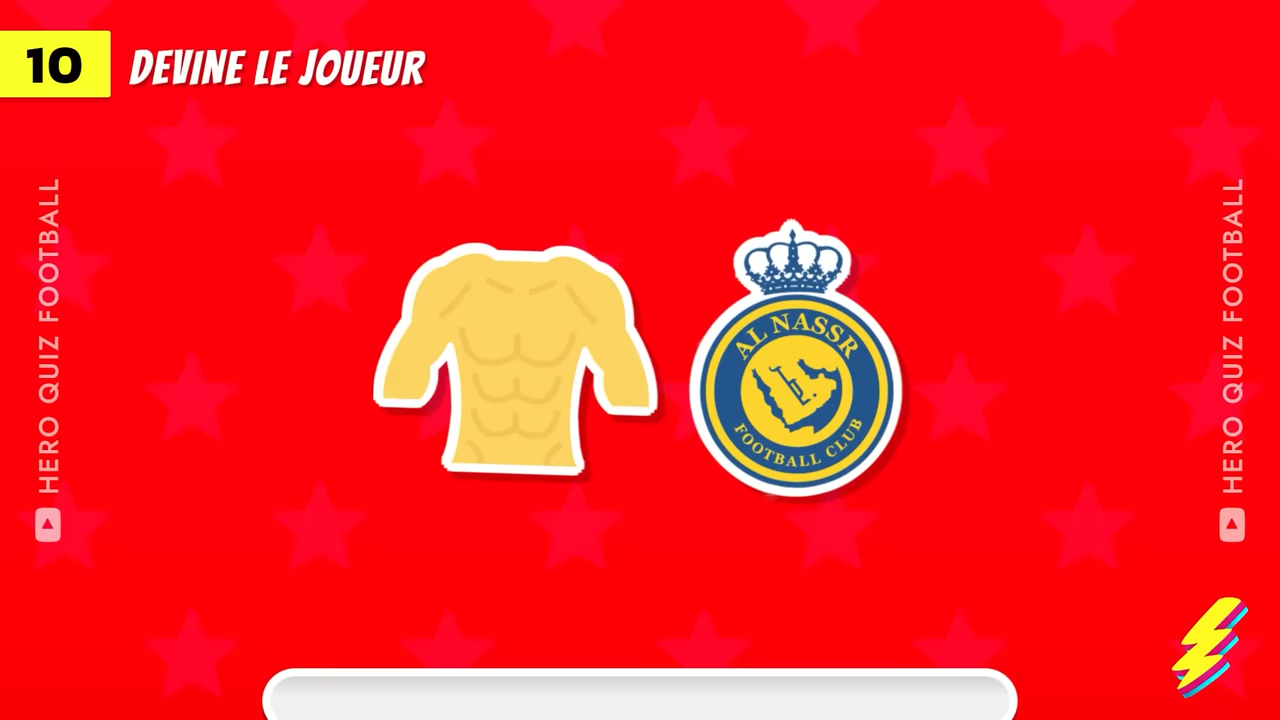 10
DEVINE LE JOUEUR
HERO QUIZ FOOTBALL
AL NASSR
FOOTBALL CLUB
HERO QUIZ FOOTBALL